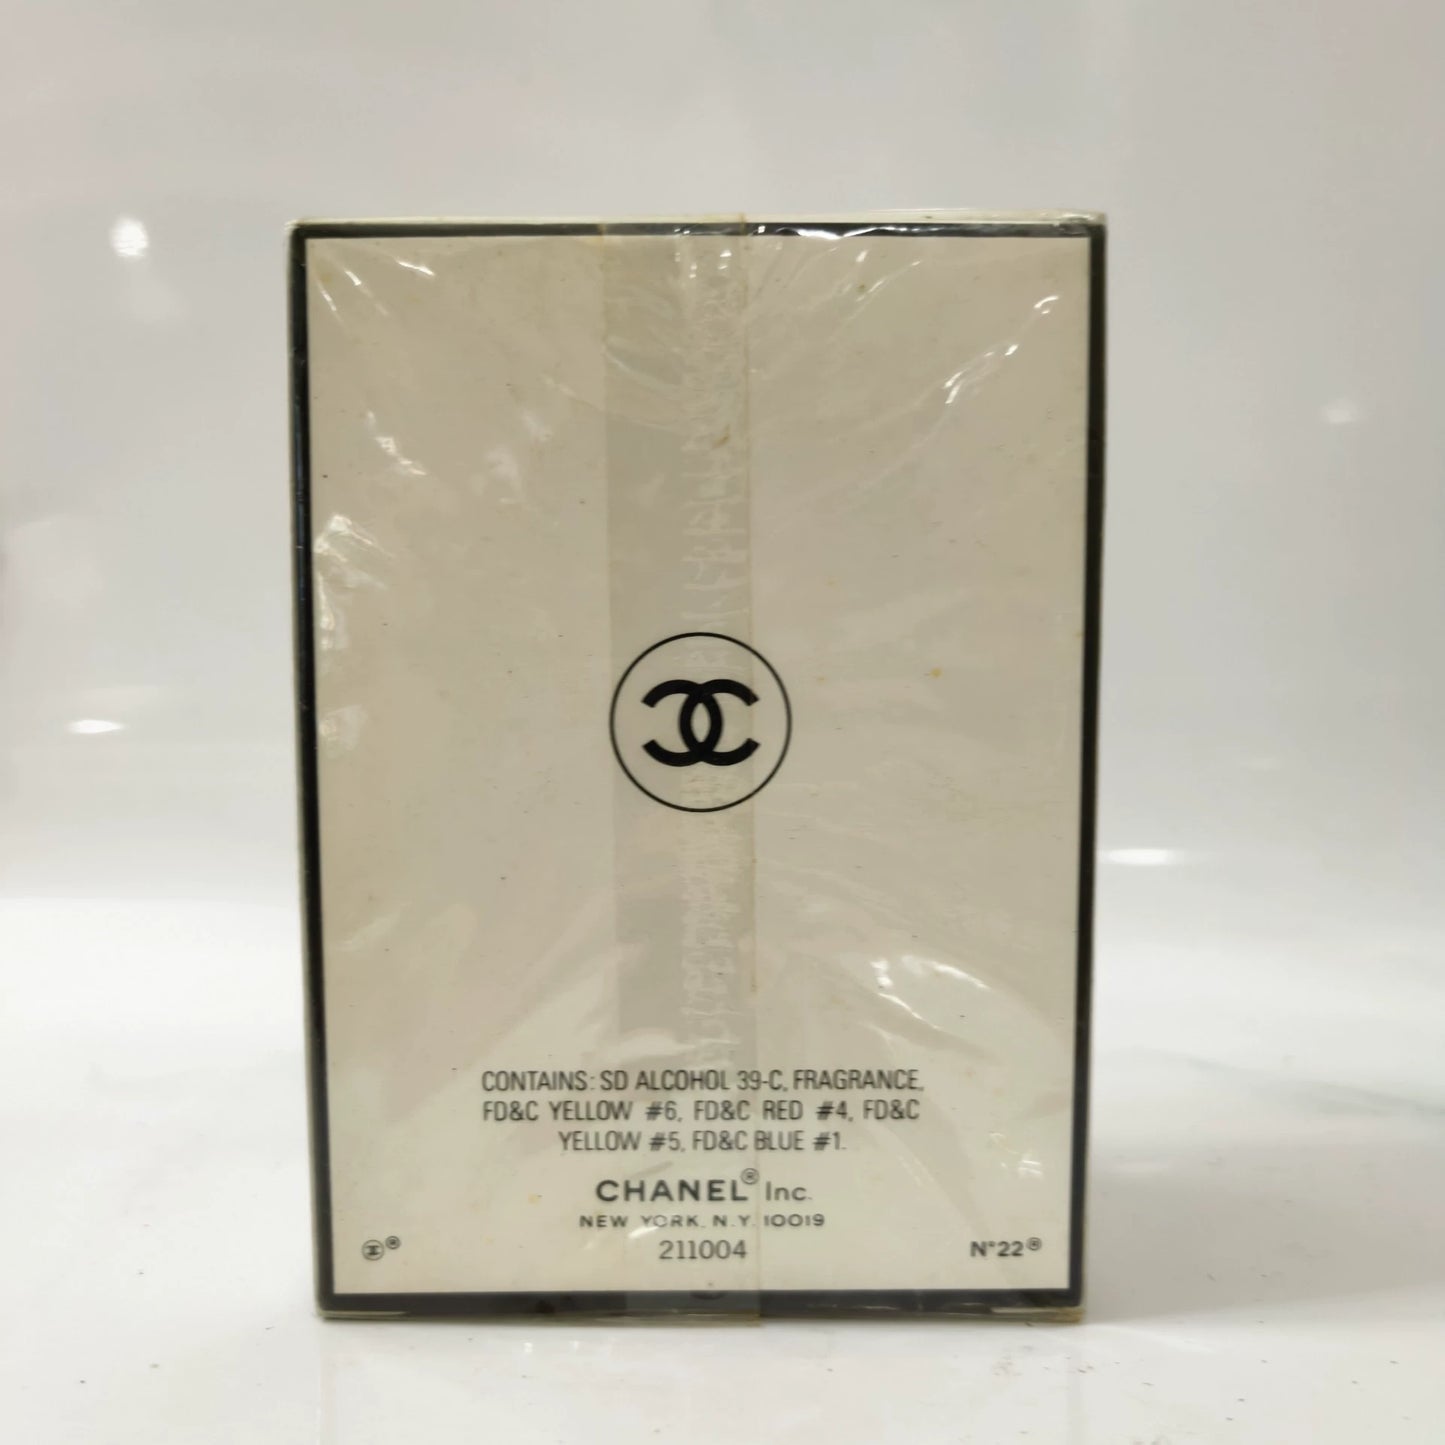 CONTAINS: SD ALCOHOL 39-C, FRAGRANCE,
FD&C YELLOW #6, FD&C RED #4, FD&C
YELLOW #5, FD&C BLUE #1.
CHANEL® Inc.
NEW YORK, N.Y. 10019
211004
® N°22®